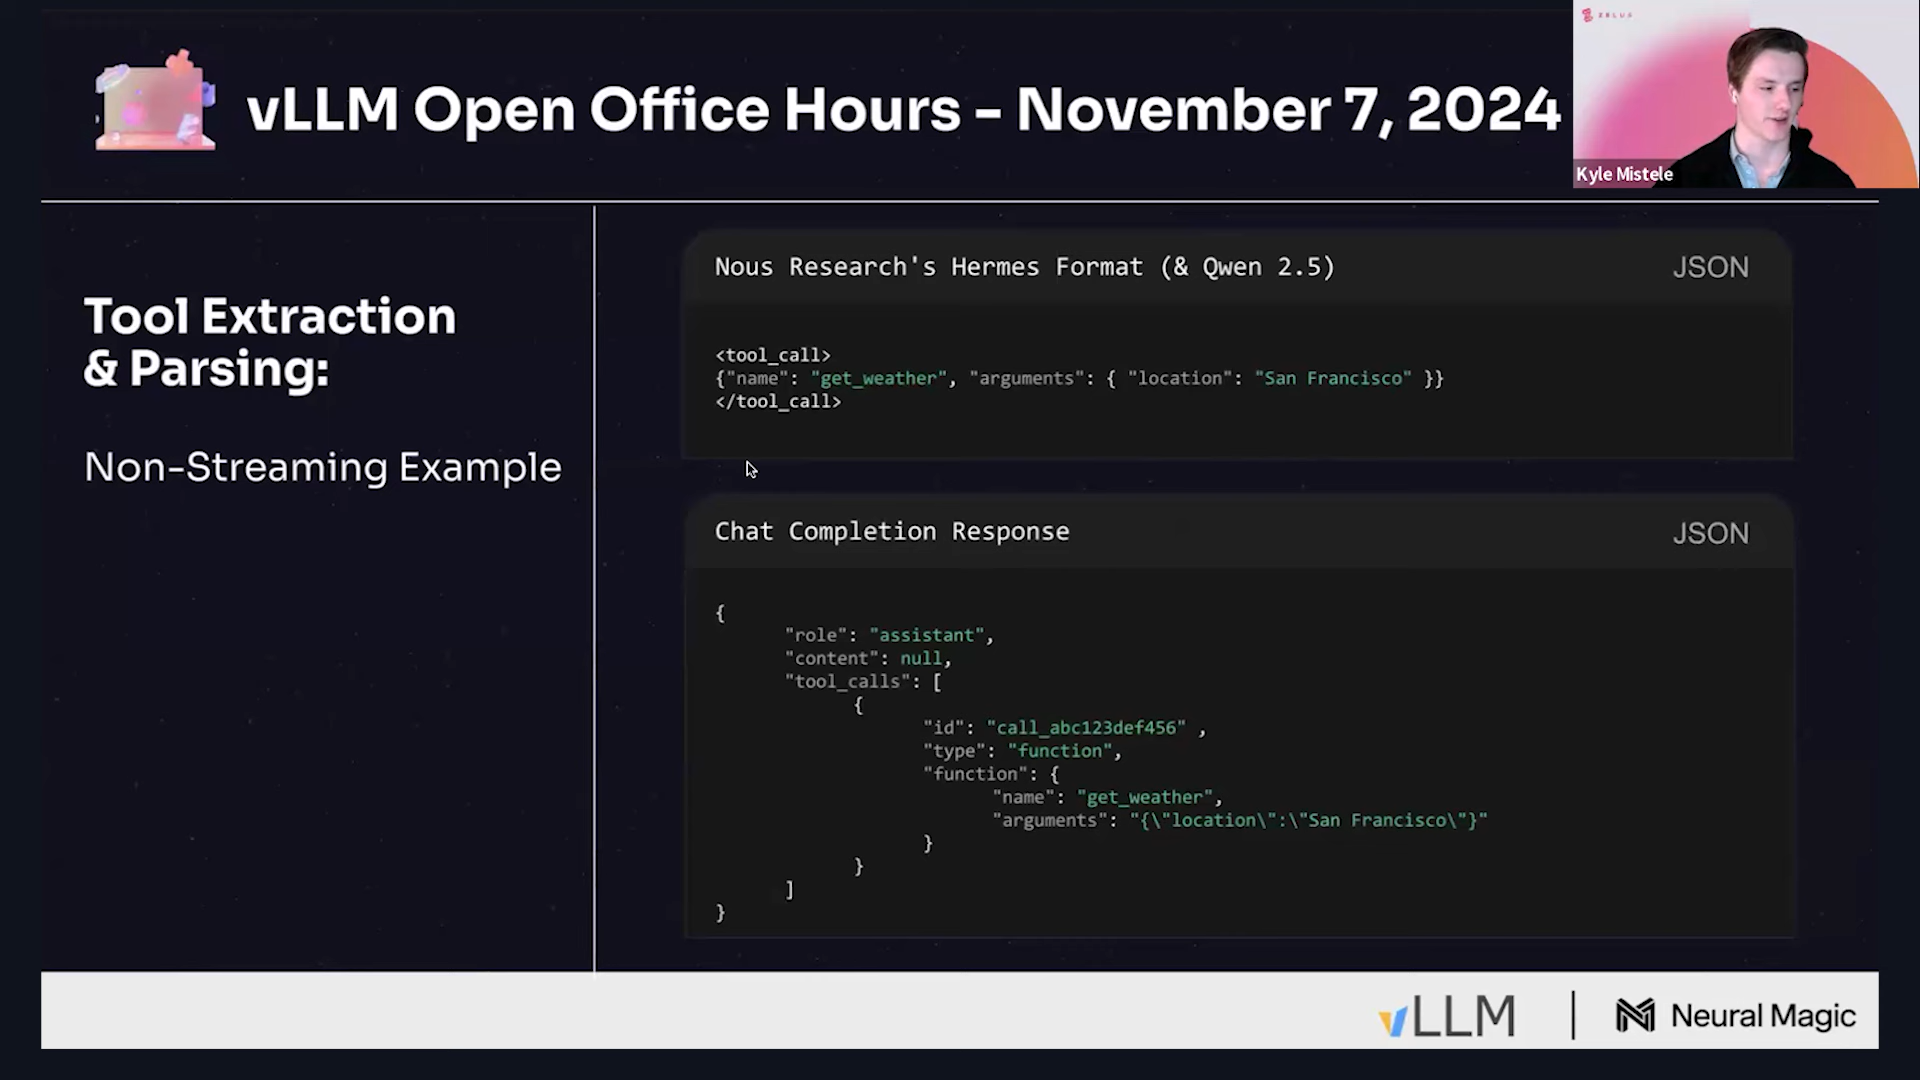 vLLM Open Office Hours - November 7, 2024
ZELUS
Kyle Mistele
Tool Extraction
& Parsing:
Non-Streaming Example
Nous Research's Hermes Format (& Qwen 2.5)
JSON
<tool_call>
{"name": "get_weather", "arguments": { "location": "San Francisco" }}
</tool_call>
Chat Completion Response
JSON
{
"role": "assistant",
"content": null,
"tool_calls": [
{
"id": "call_abc123def456" ,
"type": "function",
"function": {
"name": "get_weather",
"arguments": "{\"location\":\"San Francisco\"}"
}
}
]
}
vLLM
Neural Magic